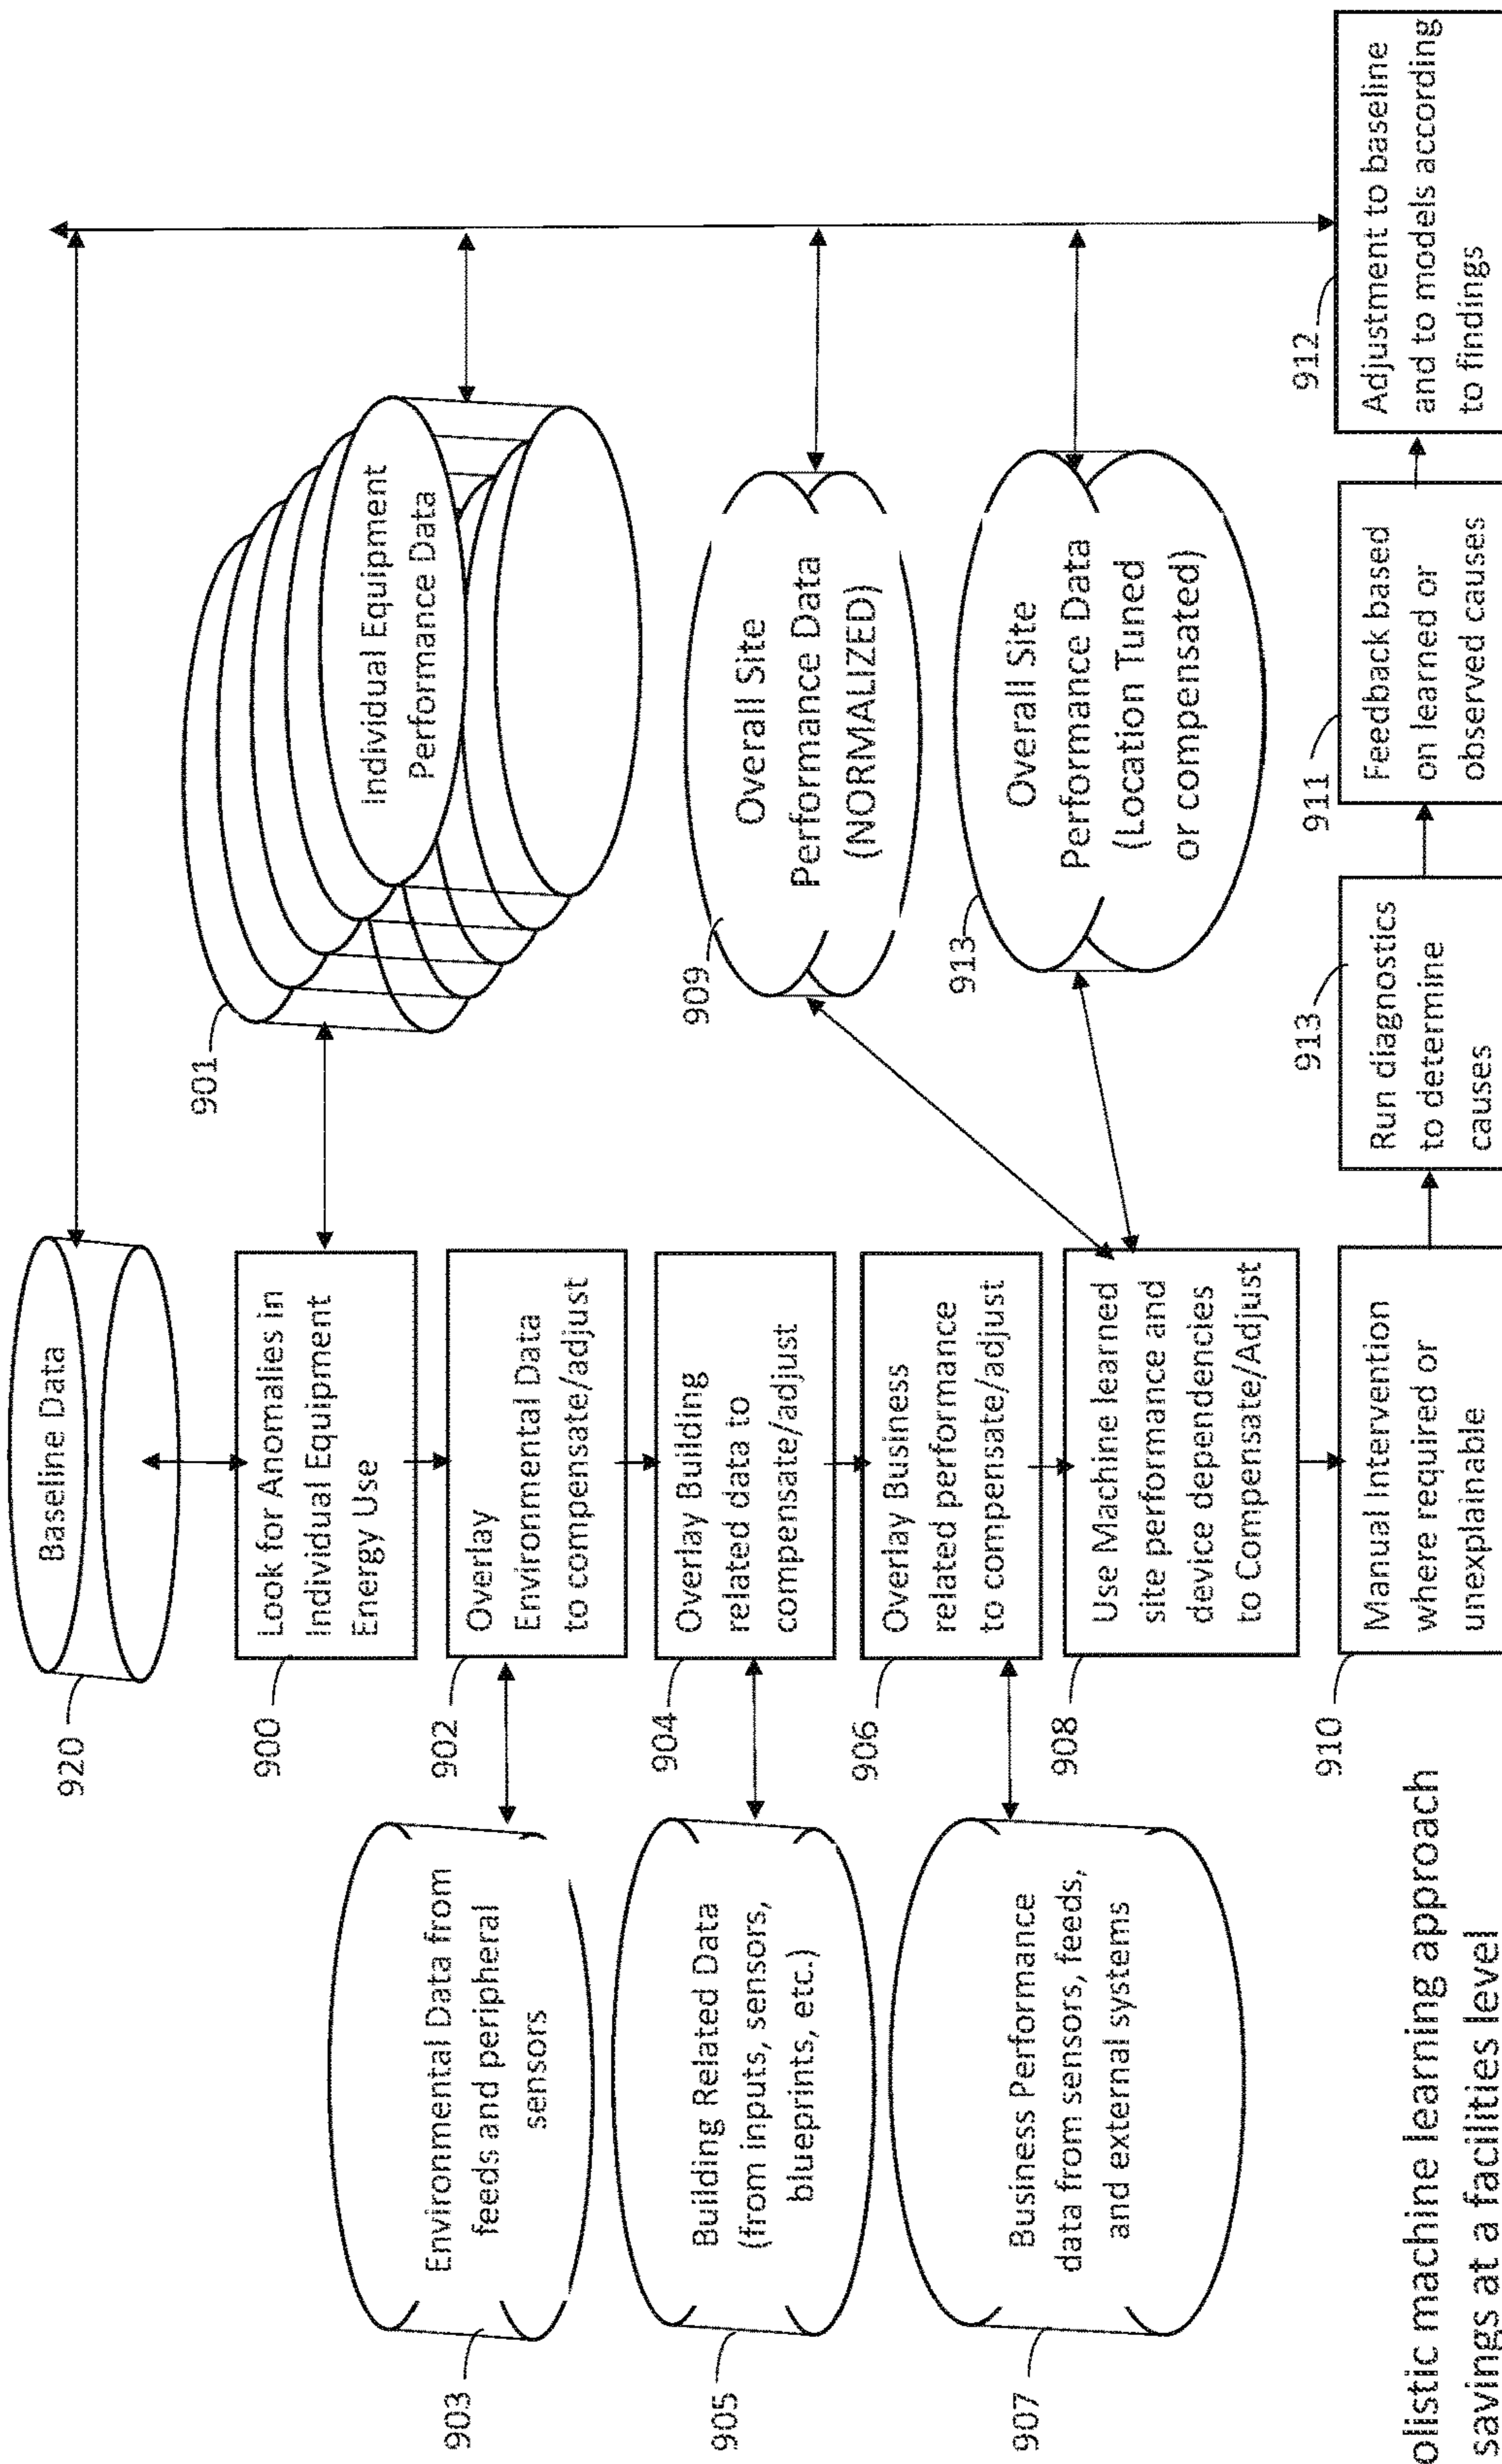 Baseline Data
920
900
Look for Anomalies in
Individual Equipment
Energy Use
901
Individual Equipment
Performance Data
902
Overlay
Environmental Data
to compensate/adjust
903
Environmental Data from
feeds and peripheral
sensors
904
Overlay Building
related data to
compensate/adjust
905
Building Related Data
(from inputs, sensors,
blueprints, etc.)
906
Overlay Business
related performance
to compensate/adjust
907
Business Performance
data from sensors, feeds,
and external systems
908
Use Machine learned
site performance and
device dependencies
to Compensate/Adjust
909
Overall Site
Performance Data
(NORMALIZED)
913
Overall Site
Performance Data
(Location Tuned
or compensated)
910
Manual Intervention
where required or
unexplainable
913
Run diagnostics
to determine
causes
911
Feedback based
on learned or
observed causes
912
Adjustment to baseline
and to models according
to findings
olistic machine learning approach
savings at a facilities level